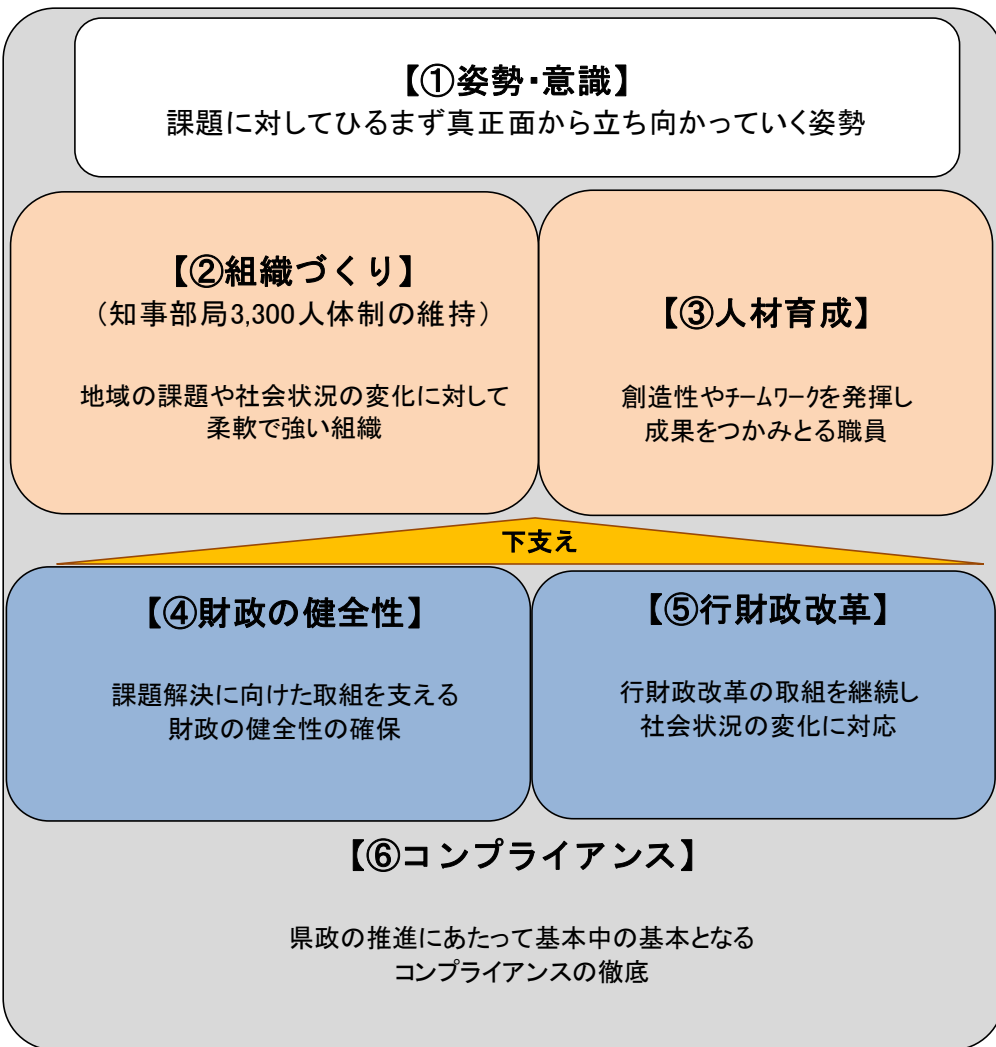 【①姿勢・意識】
課題に対してひるまず真正面から立ち向かっていく姿勢
【②組織づくり】
（知事部局3,300人体制の維持）
地域の課題や社会状況の変化に対して
柔軟で強い組織
【③人材育成】
創造性やﾁｰﾑﾜｰｸを発揮し
成果をつかみとる職員
下支え
【④財政の健全性】
課題解決に向けた取組を支える
財政の健全性の確保
【⑤行財政改革】
行財政改革の取組を継続し
社会状況の変化に対応
【⑥コンプライアンス】
県政の推進にあたって基本中の基本となる
コンプライアンスの徹底